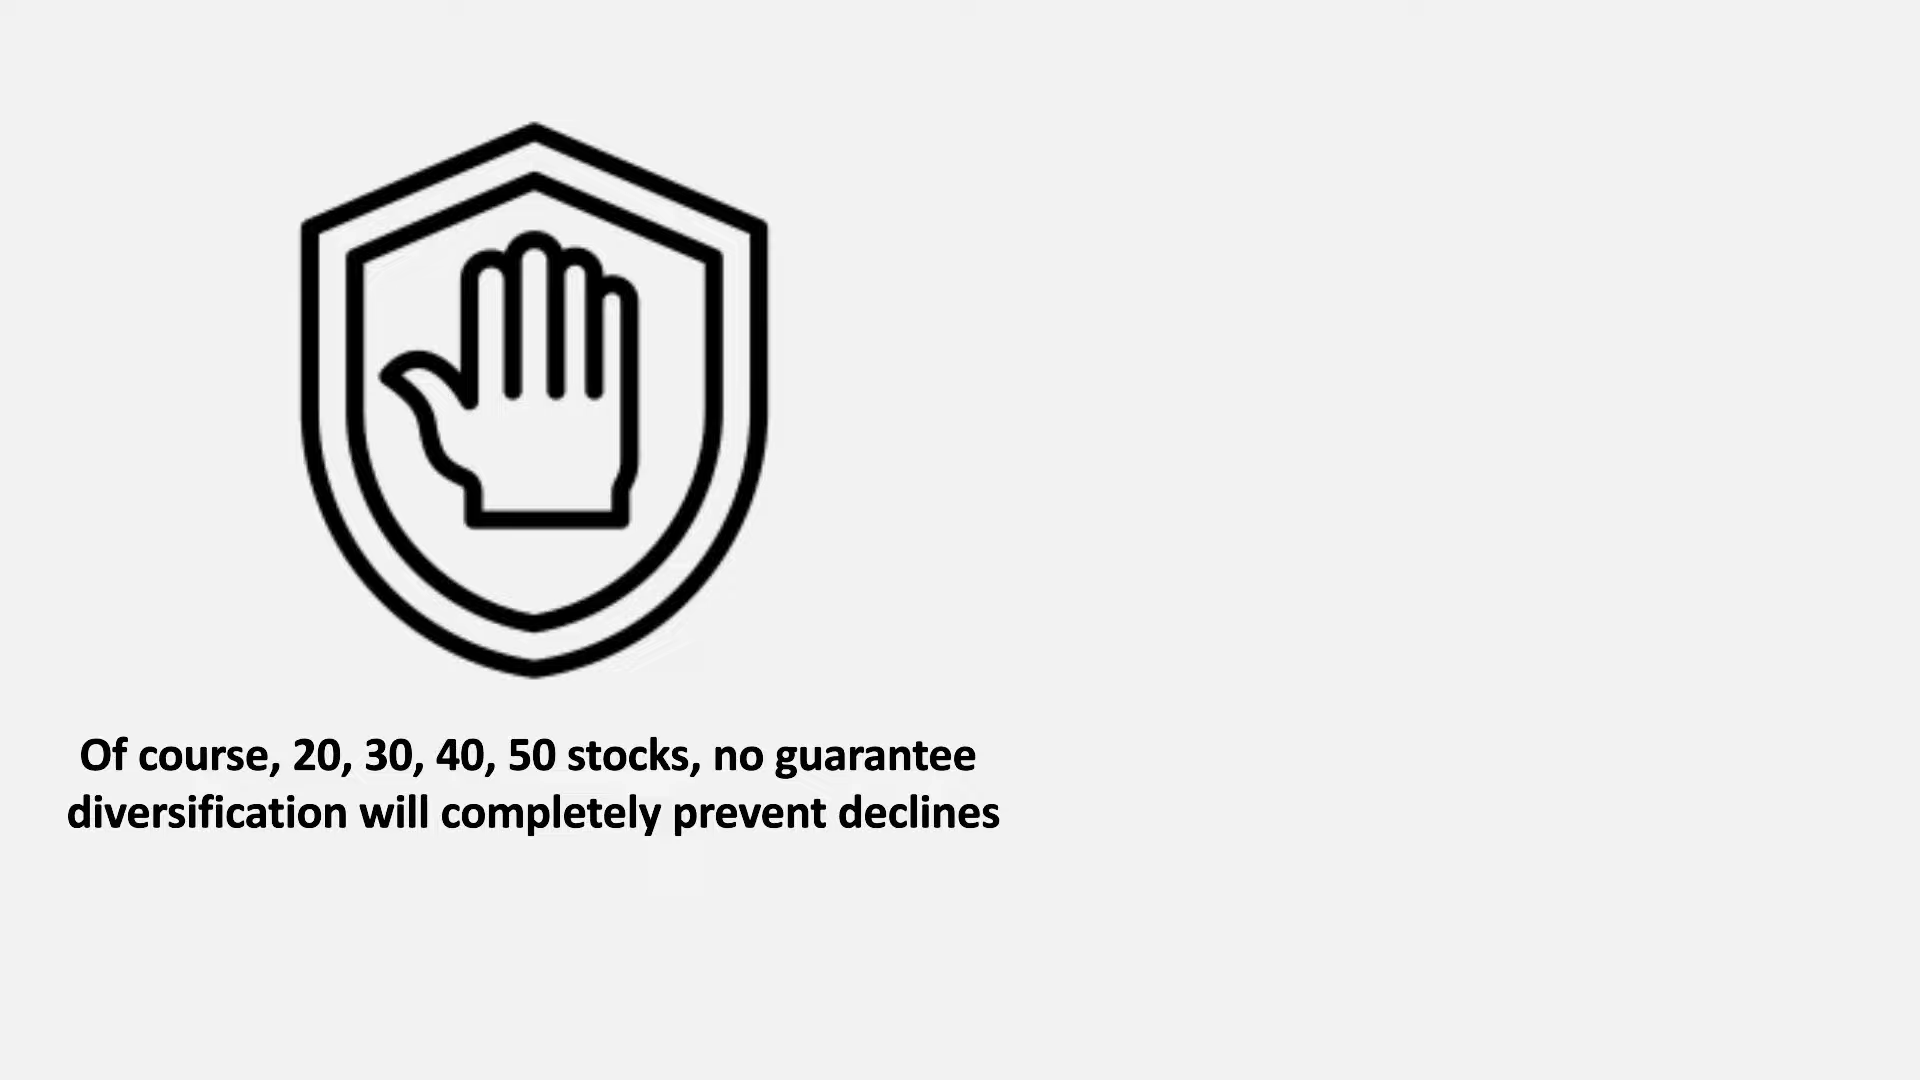 Of course, 20, 30, 40, 50 stocks, no guarantee
diversification will completely prevent declines